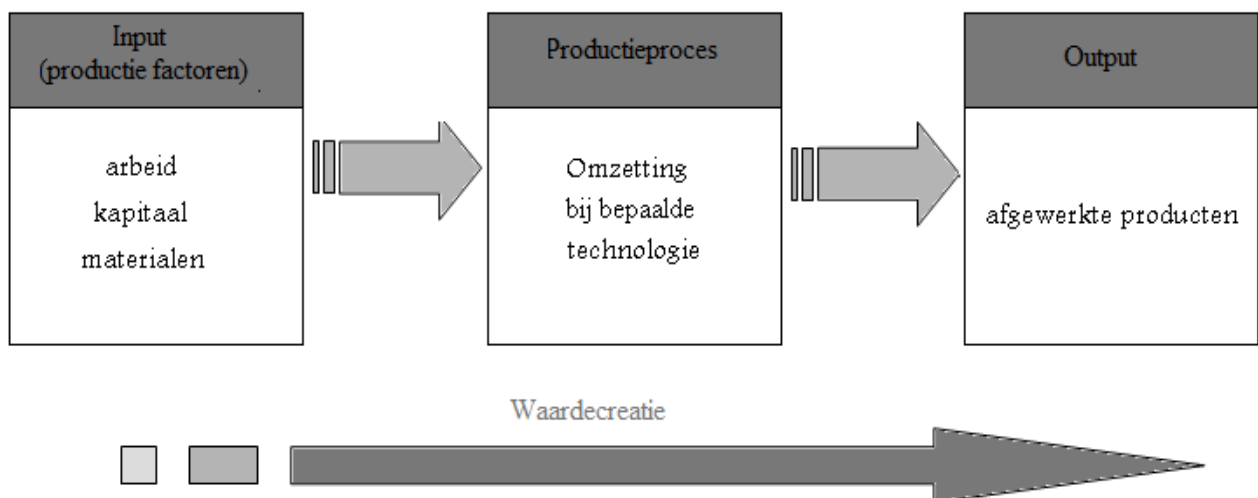 Input
(productie factoren)
arbeid
kapitaal
materialen
Productieproces
Omzetting
bij bepaalde
technologie
Output
afgewerkte producten
Waardecreatie